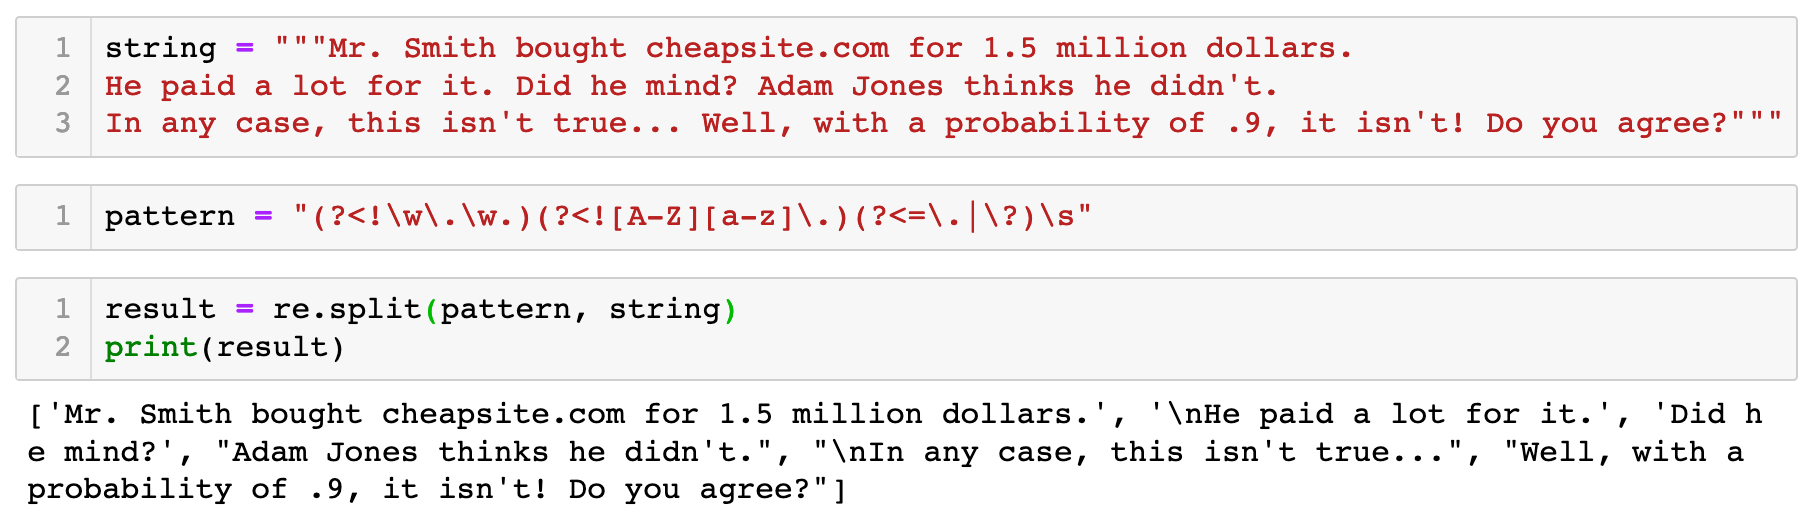 1 string = """Mr. Smith bought cheapsite.com for 1.5 million dollars.
2 He paid a lot for it. Did he mind? Adam Jones thinks he didn't.
3 In any case, this isn't true... Well, with a probability of .9, it isn't! Do you agree?"""
1 pattern = "(?<!\w\.\w.)(?<![A-Z][a-z]\.)(?<=\.|\?)\s"
1 result = re.split(pattern, string)
2 print(result)
['Mr. Smith bought cheapsite.com for 1.5 million dollars.', '\nHe paid a lot for it.', 'Did h
e mind?', "Adam Jones thinks he didn't.", "\nIn any case, this isn't true...", "Well, with a
probability of .9, it isn't! Do you agree?"]